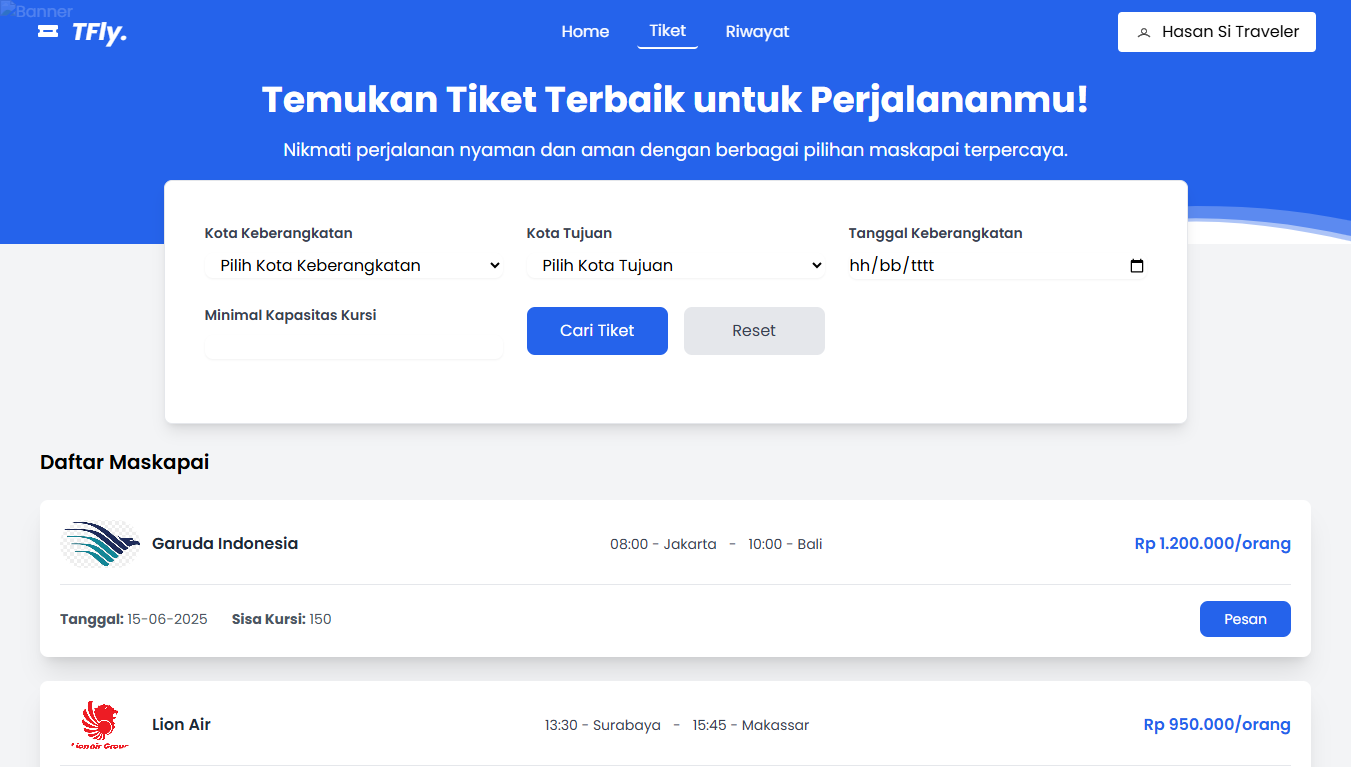 Banner
TFly.
Home Tiket Riwayat
Hasan Si Traveler
Temukan Tiket Terbaik untuk Perjalananmu!
Nikmati perjalanan nyaman dan aman dengan berbagai pilihan maskapai terpercaya.
Kota Keberangkatan Kota Tujuan Tanggal Keberangkatan
Pilih Kota Keberangkatan Pilih Kota Tujuan hh/bb/tttt
Minimal Kapasitas Kursi
Cari Tiket Reset
Daftar Maskapai
Garuda Indonesia 08:00 - Jakarta - 10:00 - Bali Rp 1.200.000/orang
Tanggal: 15-06-2025 Sisa Kursi: 150 Pesan
Lion Air Group
Lion Air 13:30 - Surabaya - 15:45 - Makassar Rp 950.000/orang